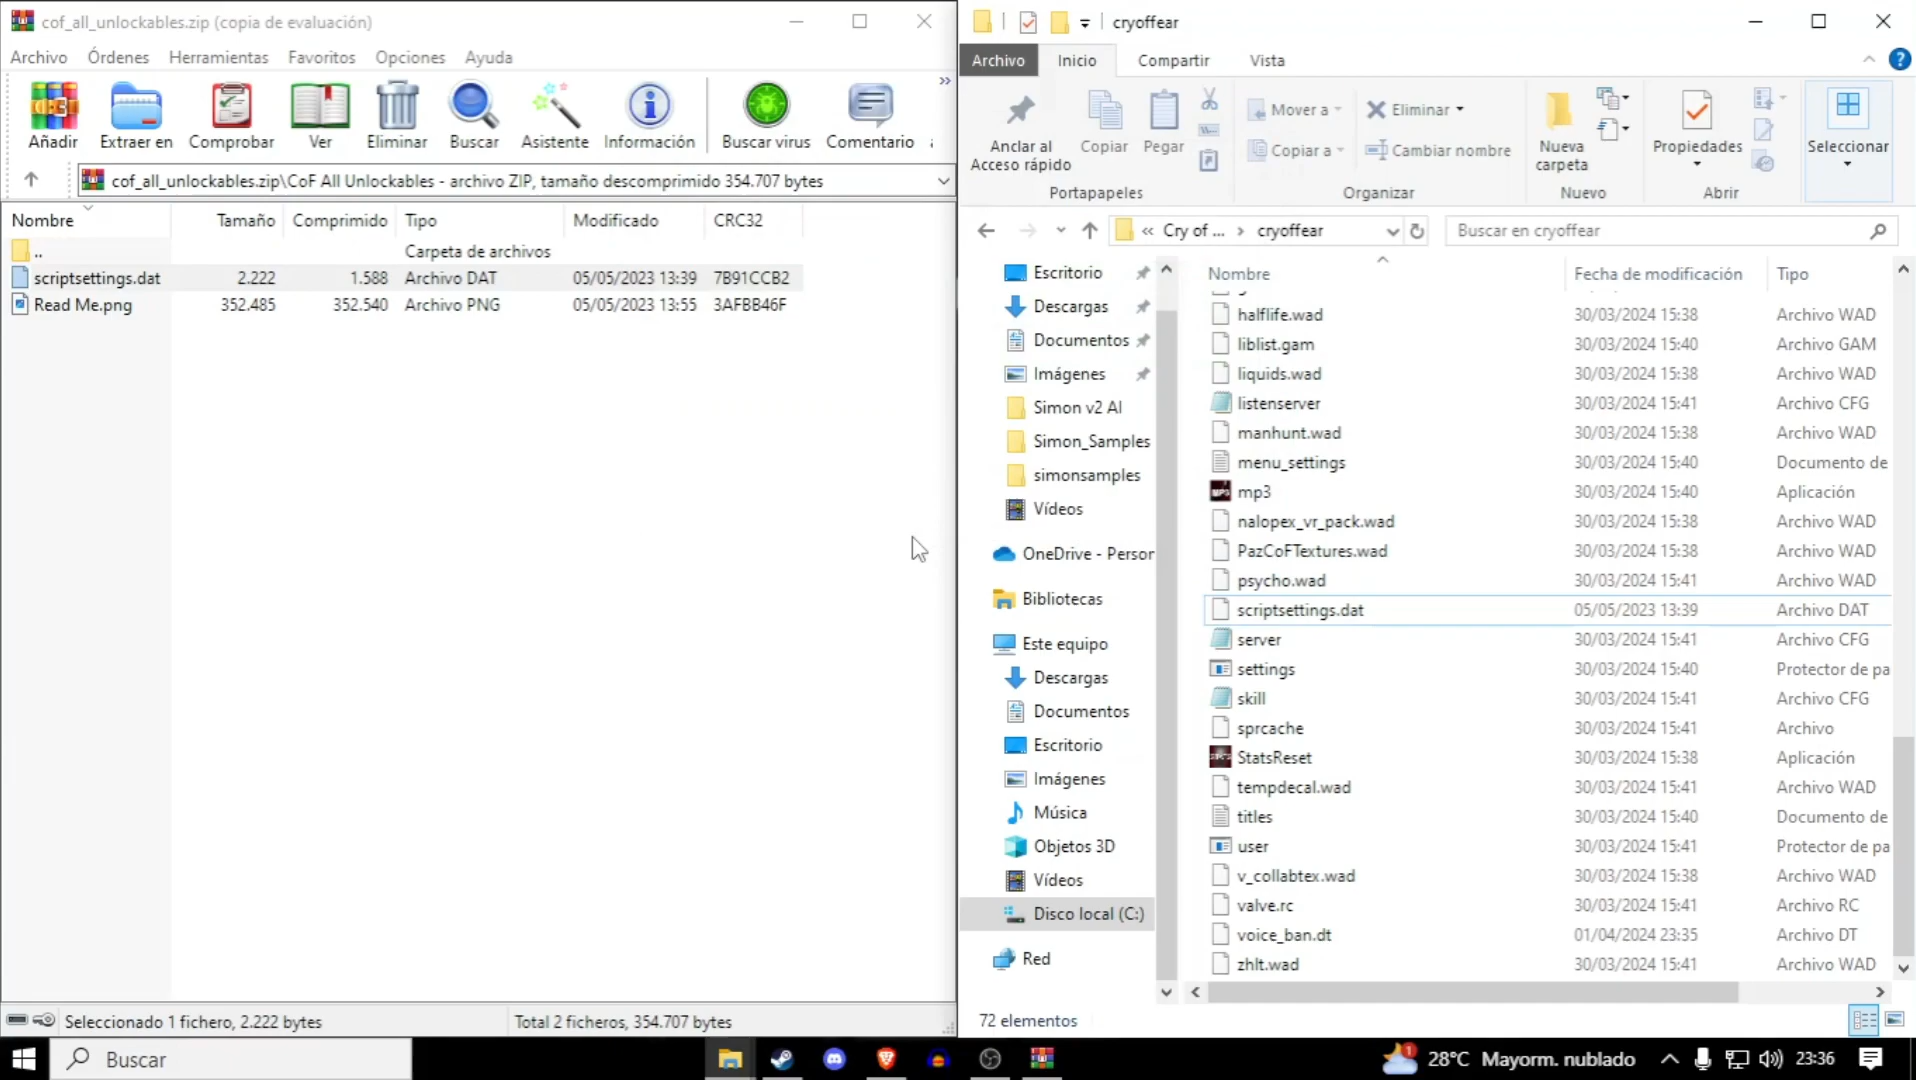 cof_all_unlockables.zip (copia de evaluación)
Archivo Órdenes Herramientas Favoritos Opciones Ayuda
Añadir Extraer en Comprobar Ver Eliminar Buscar Asistente Información Buscar virus Comentario
cof_all_unlockables.zip\CoF All Unlockables - archivo ZIP, tamaño descomprimido 354.707 bytes
Nombre Tamaño Comprimido Tipo Modificado CRC32
.. Carpeta de archivos
scriptsettings.dat 2.222 1.588 Archivo DAT 05/05/2023 13:39 7B91CCB2
Read Me.png 352.485 352.540 Archivo PNG 05/05/2023 13:55 3AFBB46F
Seleccionado 1 fichero, 2.222 bytes
Total 2 ficheros, 354.707 bytes
cryoffear
Archivo Inicio Compartir Vista
Anclar al Acceso rápido
Copiar
Pegar
Portapapeles
Mover a
Copiar a
Eliminar
Cambiar nombre
Organizar
Nueva carpeta
Nuevo
Propiedades
Abrir
Seleccionar
« Cry of ... › cryoffear
Buscar en cryoffear
Escritorio
Descargas
Documentos
Imágenes
Simon v2 AI
Simon_Samples
simonsamples
Vídeos
OneDrive - Person
Bibliotecas
Este equipo
Descargas
Documentos
Escritorio
Imágenes
Música
Objetos 3D
Vídeos
Disco local (C:)
Red
Nombre Fecha de modificación Tipo
halflife.wad 30/03/2024 15:38 Archivo WAD
liblist.gam 30/03/2024 15:40 Archivo GAM
liquids.wad 30/03/2024 15:38 Archivo WAD
listenserver 30/03/2024 15:41 Archivo CFG
manhunt.wad 30/03/2024 15:38 Archivo WAD
menu_settings 30/03/2024 15:40 Documento de
mp3 30/03/2024 15:40 Aplicación
nalopex_vr_pack.wad 30/03/2024 15:38 Archivo WAD
PazCoFTextures.wad 30/03/2024 15:38 Archivo WAD
psycho.wad 30/03/2024 15:41 Archivo WAD
scriptsettings.dat 05/05/2023 13:39 Archivo DAT
server 30/03/2024 15:41 Archivo CFG
settings 30/03/2024 15:40 Protector de pa
skill 30/03/2024 15:41 Archivo CFG
sprcache 30/03/2024 15:41 Archivo
StatsReset 30/03/2024 15:38 Aplicación
tempdecal.wad 30/03/2024 15:41 Archivo WAD
titles 30/03/2024 15:40 Documento de
user 30/03/2024 15:40 Protector de pa
v_collabtex.wad 30/03/2024 15:38 Archivo WAD
valve.rc 30/03/2024 15:41 Archivo RC
voice_ban.dt 01/04/2024 23:35 Archivo DT
zhlt.wad 30/03/2024 15:41 Archivo WAD
72 elementos
Buscar
1
28°C Mayorm. nublado
23:36